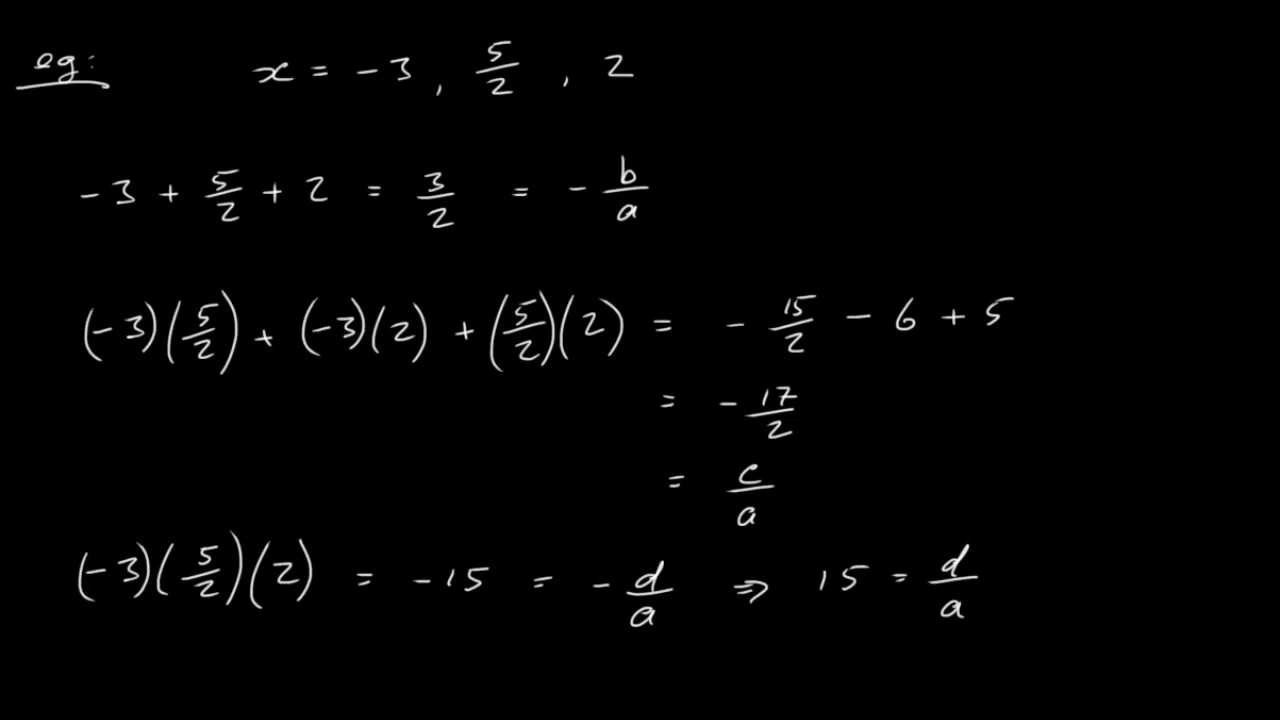 eg: x = -3, 5/2, 2
-3 + 5/2 + 2 = 3/2 = - b/a
(-3)(5/2) + (-3)(2) + (5/2)(2) = - 15/2 - 6 + 5
= - 17/2
= c/a
(-3)(5/2)(2) = -15 = - d/a ⇒ 15 = d/a